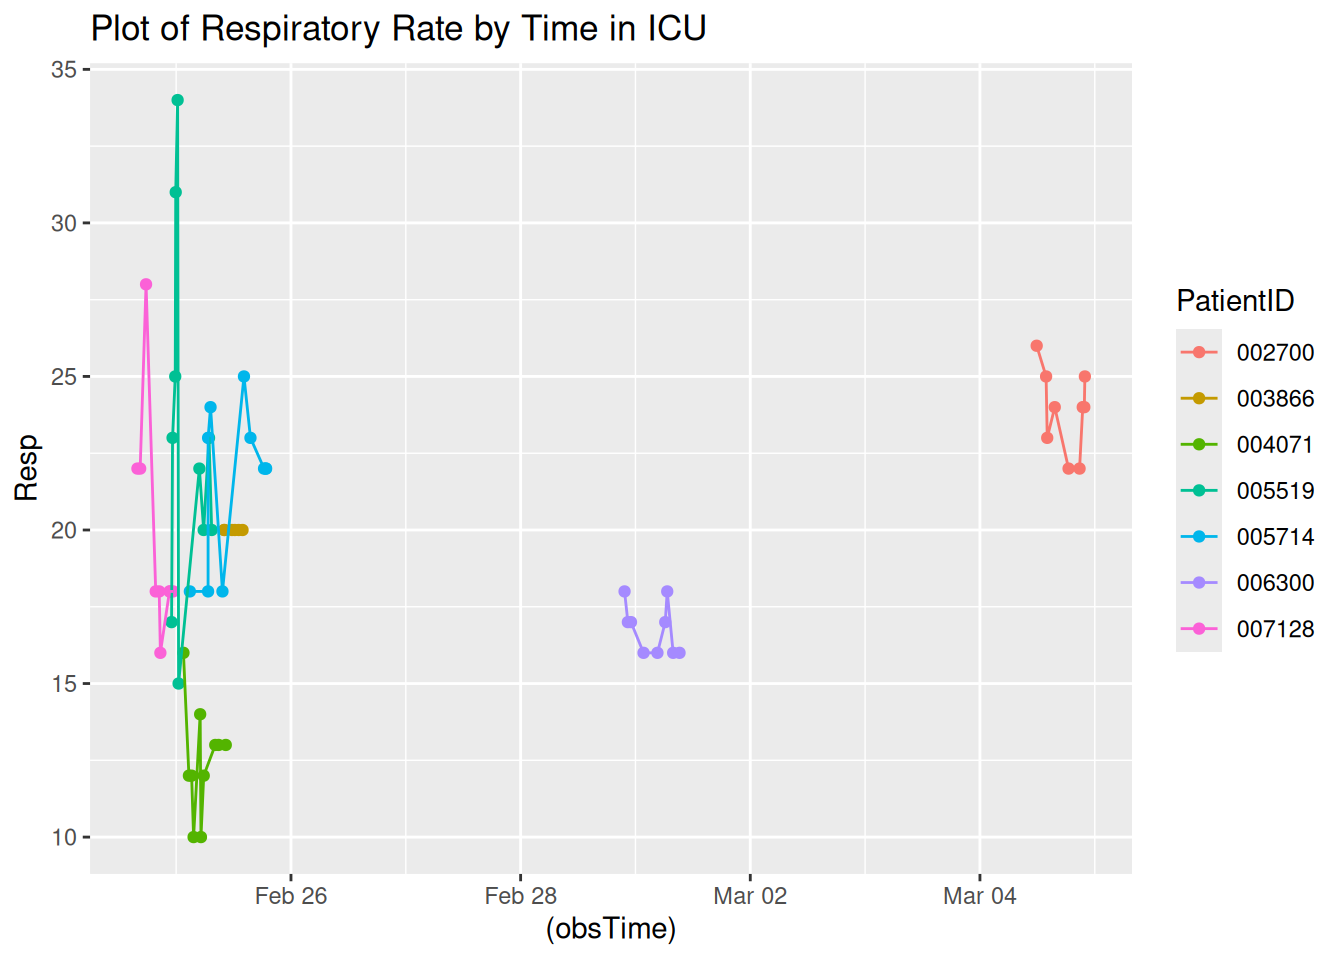 Plot of Respiratory Rate by Time in ICU
35
30
25
20
15
10
Resp
Feb 26
Feb 28
Mar 02
Mar 04
(obsTime)
PatientID
002700
003866
004071
005519
005714
006300
007128